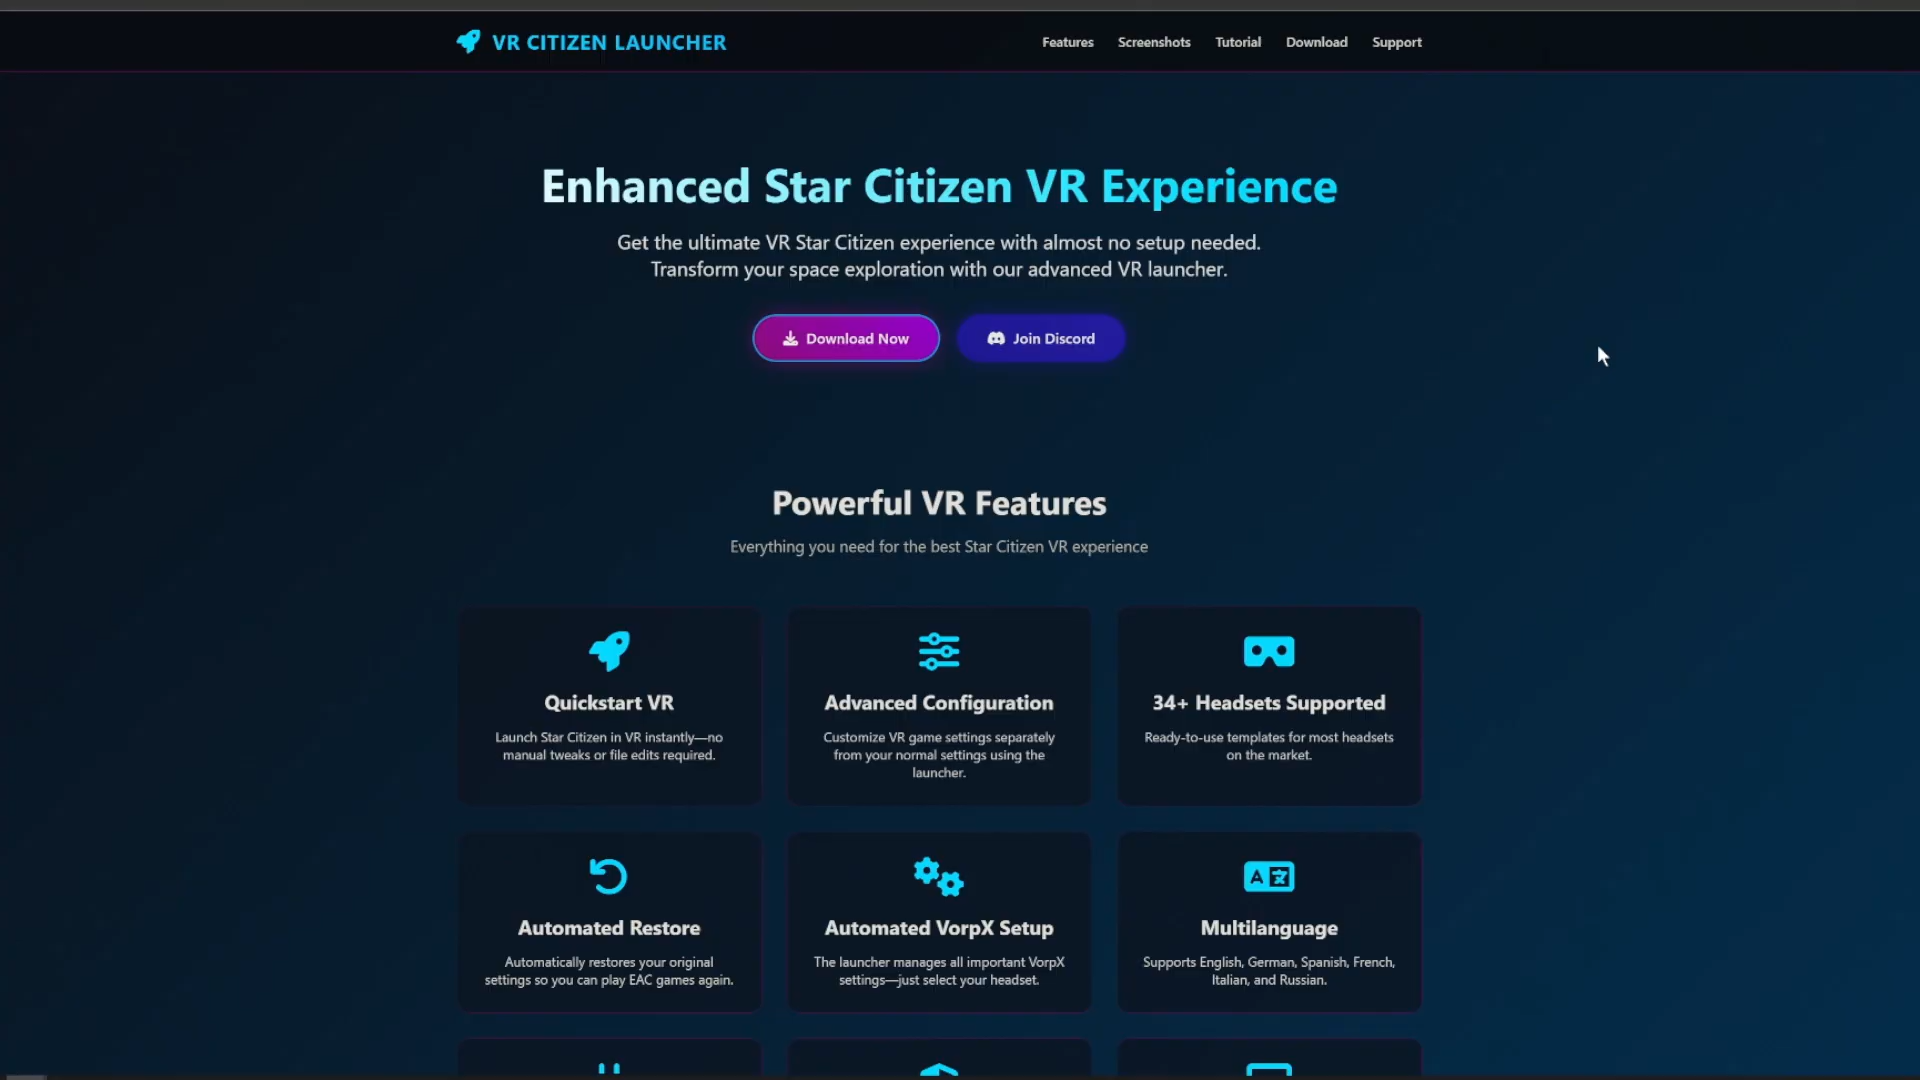 VR CITIZEN LAUNCHER
Features Screenshots Tutorial Download Support
Enhanced Star Citizen VR Experience
Get the ultimate VR Star Citizen experience with almost no setup needed.
Transform your space exploration with our advanced VR launcher.
Download Now
Join Discord
Powerful VR Features
Everything you need for the best Star Citizen VR experience
Quickstart VR
Launch Star Citizen in VR instantly—no
manual tweaks or file edits required.
Advanced Configuration
Customize VR game settings separately
from your normal settings using the
launcher.
34+ Headsets Supported
Ready-to-use templates for most headsets
on the market.
Automated Restore
Automatically restores your original
settings so you can play EAC games again.
Automated VorpX Setup
The launcher manages all important VorpX
settings—just select your headset.
Multilanguage
Supports English, German, Spanish, French,
Italian, and Russian.